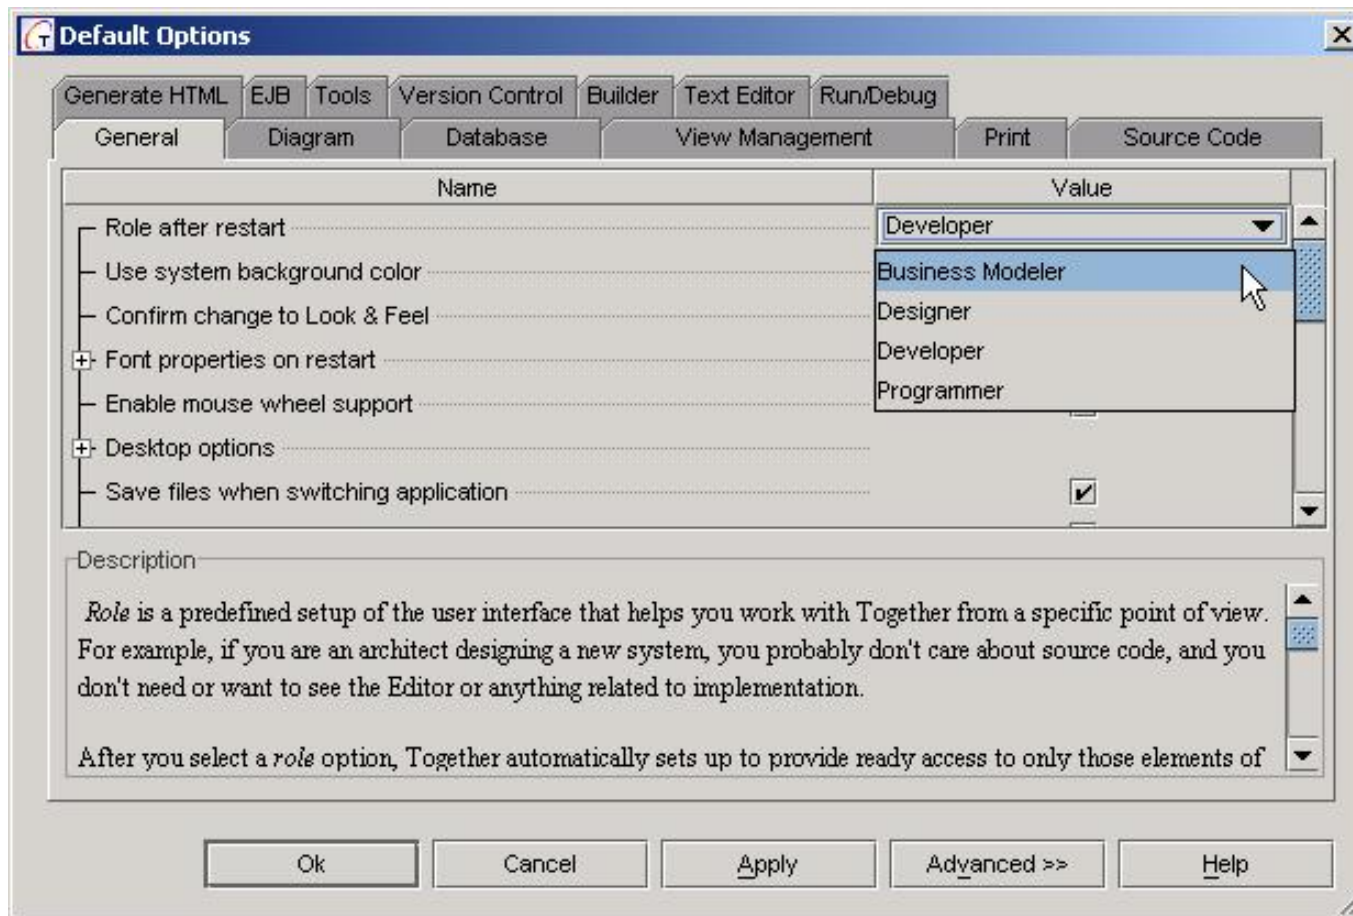 Default Options
Generate HTML EJB Tools Version Control Builder Text Editor Run/Debug
General Diagram Database View Management Print Source Code
Name Value
Role after restart Developer
Use system background color Business Modeler
Confirm change to Look & Feel Designer
Font properties on restart Developer
Enable mouse wheel support Programmer
Desktop options
Save files when switching application
Description
Role is a predefined setup of the user interface that helps you work with Together from a specific point of view.
For example, if you are an architect designing a new system, you probably don't care about source code, and you
don't need or want to see the Editor or anything related to implementation.
After you select a role option, Together automatically sets up to provide ready access to only those elements of
Ok Cancel Apply Advanced >> Help